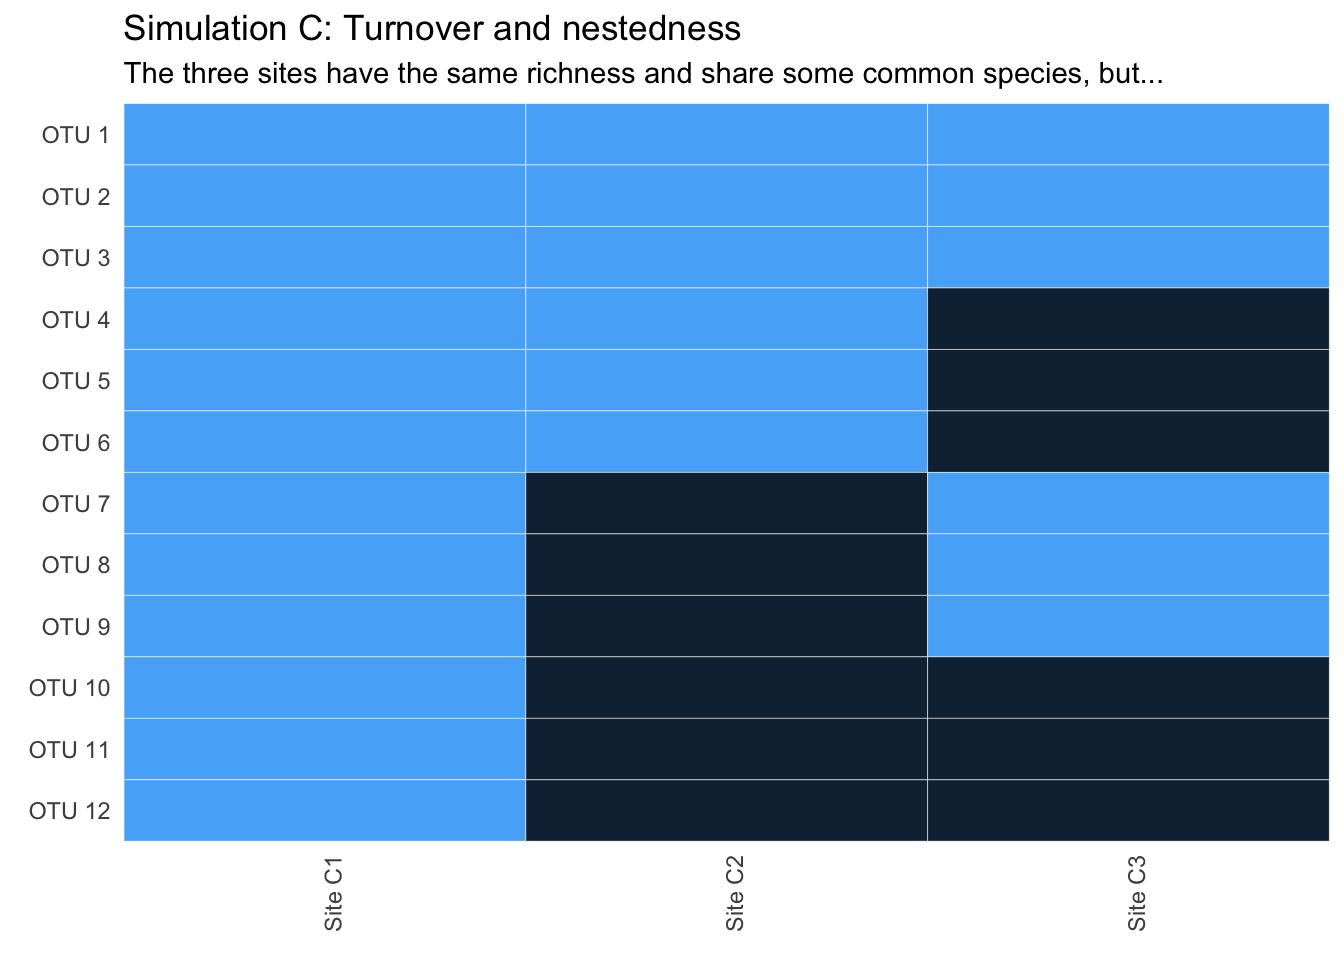 Simulation C: Turnover and nestedness
The three sites have the same richness and share some common species, but...
OTU 1
OTU 2
OTU 3
OTU 4
OTU 5
OTU 6
OTU 7
OTU 8
OTU 9
OTU 10
OTU 11
OTU 12
Site C1
Site C2
Site C3